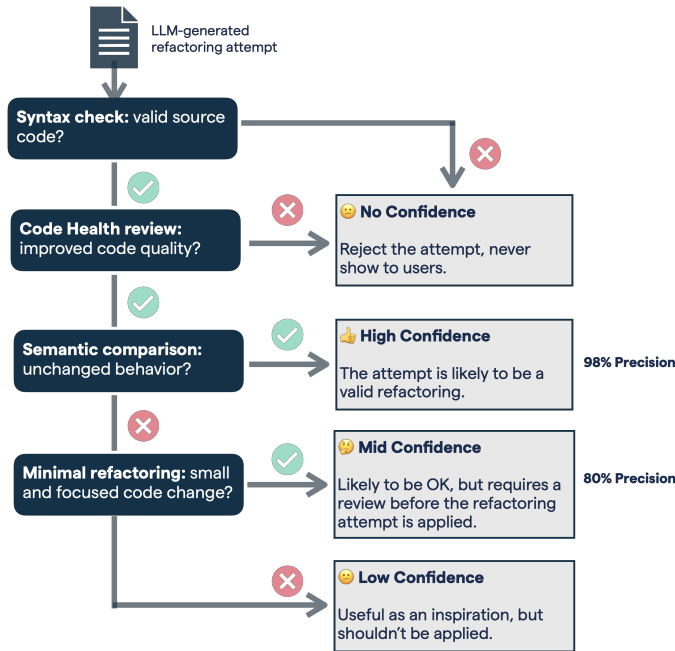 LLM-generated
refactoring attempt
Syntax check: valid source
code?
Code Health review:
improved code quality?
No Confidence
Reject the attempt, never
show to users.
Semantic comparison:
unchanged behavior?
High Confidence
The attempt is likely to be a
valid refactoring.
98% Precision
Minimal refactoring: small
and focused code change?
Mid Confidence
Likely to be OK, but requires a
review before the refactoring
attempt is applied.
80% Precision
Low Confidence
Useful as an inspiration, but
shouldn’t be applied.